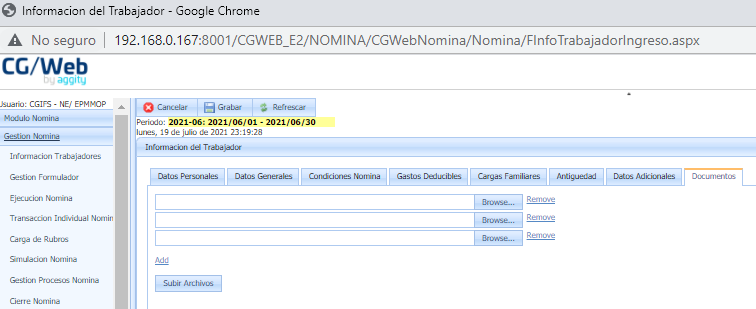 Informacion del Trabajador - Google Chrome
No seguro | 192.168.0.167:8001/CGWEB_E2/NOMINA/CGWebNomina/Nomina/FInfoTrabajadorIngreso.aspx
CG/Web
by aggity
Usuario: CGIFS - NE/ EPMMOP
Modulo Nomina
Gestion Nomina
Informacion Trabajadores
Gestion Formulador
Ejecucion Nomina
Transaccion Individual Nomin
Carga de Rubros
Simulacion Nomina
Gestion Procesos Nomina
Cierre Nomina
Cancelar Grabar Refrescar
Periodo: 2021-06: 2021/06/01 - 2021/06/30
lunes, 19 de julio de 2021 23:19:28
Informacion del Trabajador
Datos Personales Datos Generales Condiciones Nomina Gastos Deducibles Cargas Familiares Antiguedad Datos Adicionales Documentos
Browse... Remove
Browse... Remove
Browse... Remove
Add
Subir Archivos